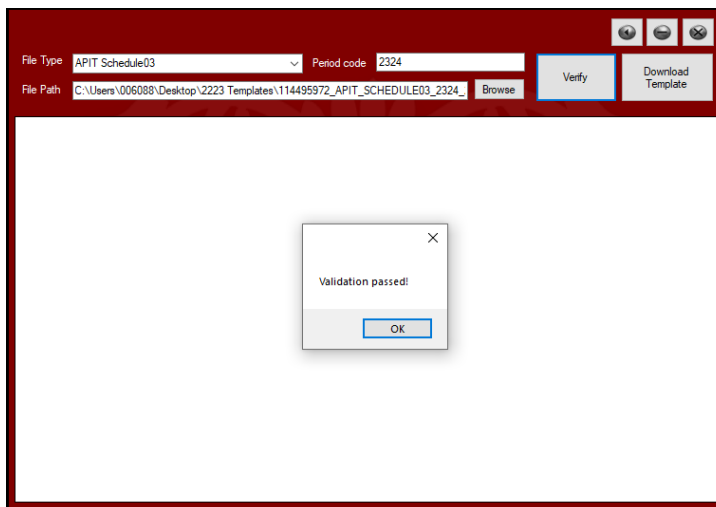 File Type APIT Schedule03 Period code 2324
Verify Download Template
File Path C:\Users\006088\Desktop\2223 Templates\114495972_APIT_SCHEDULE03_2324_ Browse
Validation passed!
OK